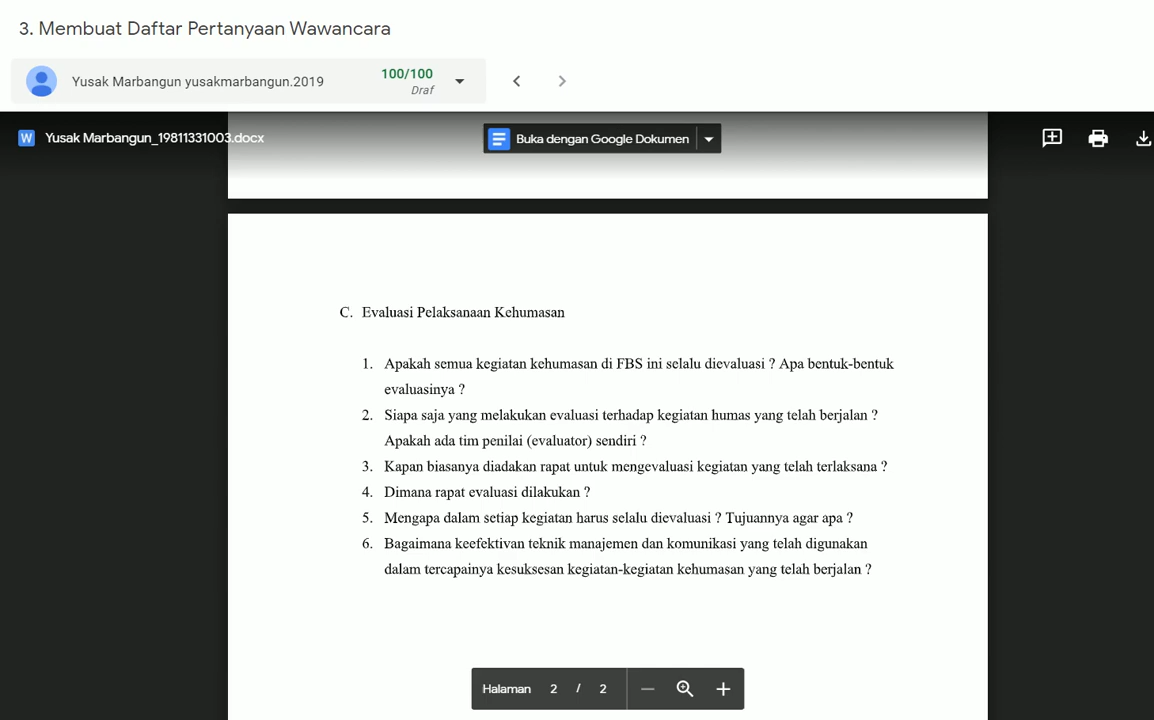 3. Membuat Daftar Pertanyaan Wawancara
Yusak Marbangun yusakmarbangun.2019
100/100
Draf
W Yusak Marbangun_19811331003.docx
Buka dengan Google Dokumen
C. Evaluasi Pelaksanaan Kehumasan
1. Apakah semua kegiatan kehumasan di FBS ini selalu dievaluasi ? Apa bentuk-bentuk
evaluasinya ?
2. Siapa saja yang melakukan evaluasi terhadap kegiatan humas yang telah berjalan ?
Apakah ada tim penilai (evaluator) sendiri ?
3. Kapan biasanya diadakan rapat untuk mengevaluasi kegiatan yang telah terlaksana ?
4. Dimana rapat evaluasi dilakukan ?
5. Mengapa dalam setiap kegiatan harus selalu dievaluasi ? Tujuannya agar apa ?
6. Bagaimana keefektivan teknik manajemen dan komunikasi yang telah digunakan
dalam tercapainya kesuksesan kegiatan-kegiatan kehumasan yang telah berjalan ?
Halaman 2 / 2